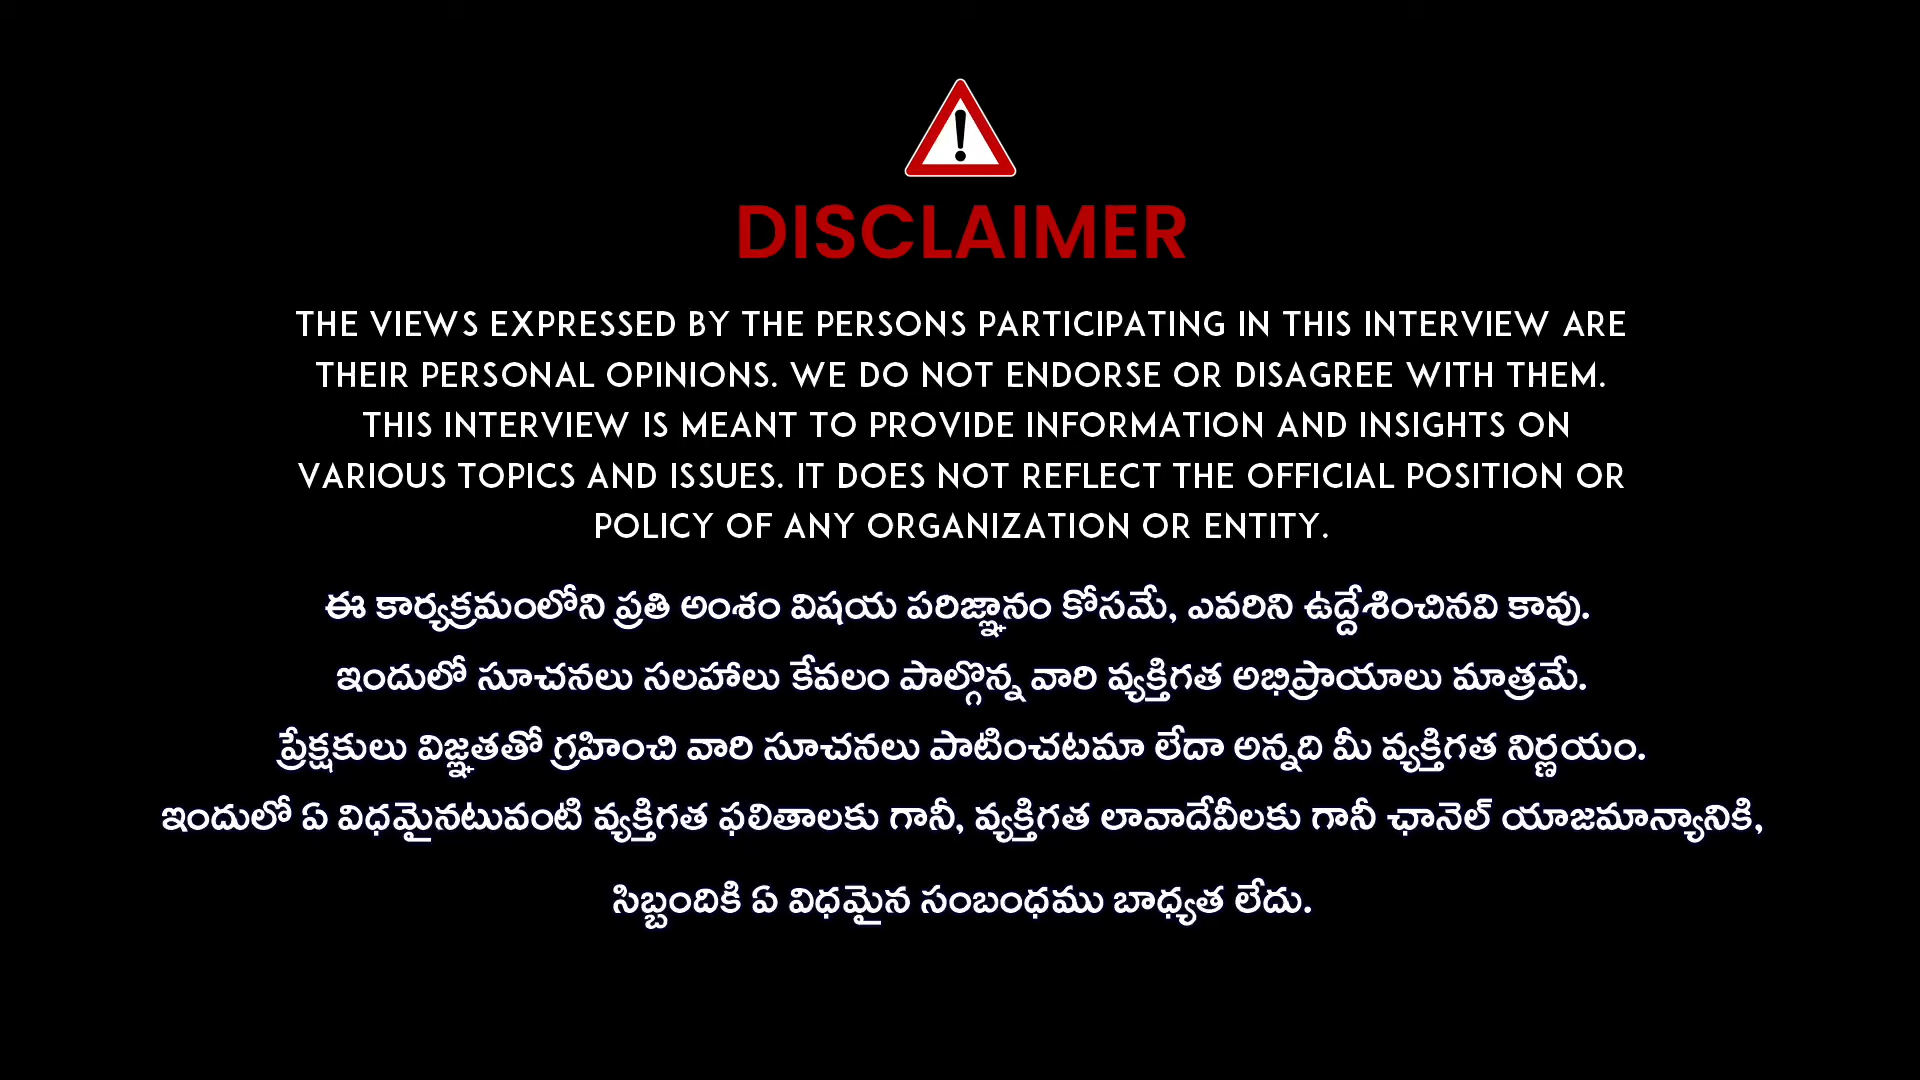 DISCLAIMER
THE VIEWS EXPRESSED BY THE PERSONS PARTICIPATING IN THIS INTERVIEW ARE
THEIR PERSONAL OPINIONS. WE DO NOT ENDORSE OR DISAGREE WITH THEM.
THIS INTERVIEW IS MEANT TO PROVIDE INFORMATION AND INSIGHTS ON
VARIOUS TOPICS AND ISSUES. IT DOES NOT REFLECT THE OFFICIAL POSITION OR
POLICY OF ANY ORGANIZATION OR ENTITY.
ఈ కార్యక్రమంలోని ప్రతి అంశం విషయ పరిజ్ఞానం కోసమే, ఎవరిని ఉద్దేశించినవి కావు.
ఇందులో సూచనలు సలహాలు కేవలం పాల్గొన్న వారి వ్యక్తిగత అభిప్రాయాలు మాత్రమే.
ప్రేక్షకులు విజ్ఞతతో గ్రహించి వారి సూచనలు పాటించటమా లేదా అన్నది మీ వ్యక్తిగత నిర్ణయం.
ఇందులో ఏ విధమైనటువంటి వ్యక్తిగత ఫలితాలకు గానీ, వ్యక్తిగత లావాదేవీలకు గానీ ఛానెల్ యాజమాన్యానికి,
సిబ్బందికి ఏ విధమైన సంబంధము బాధ్యత లేదు.